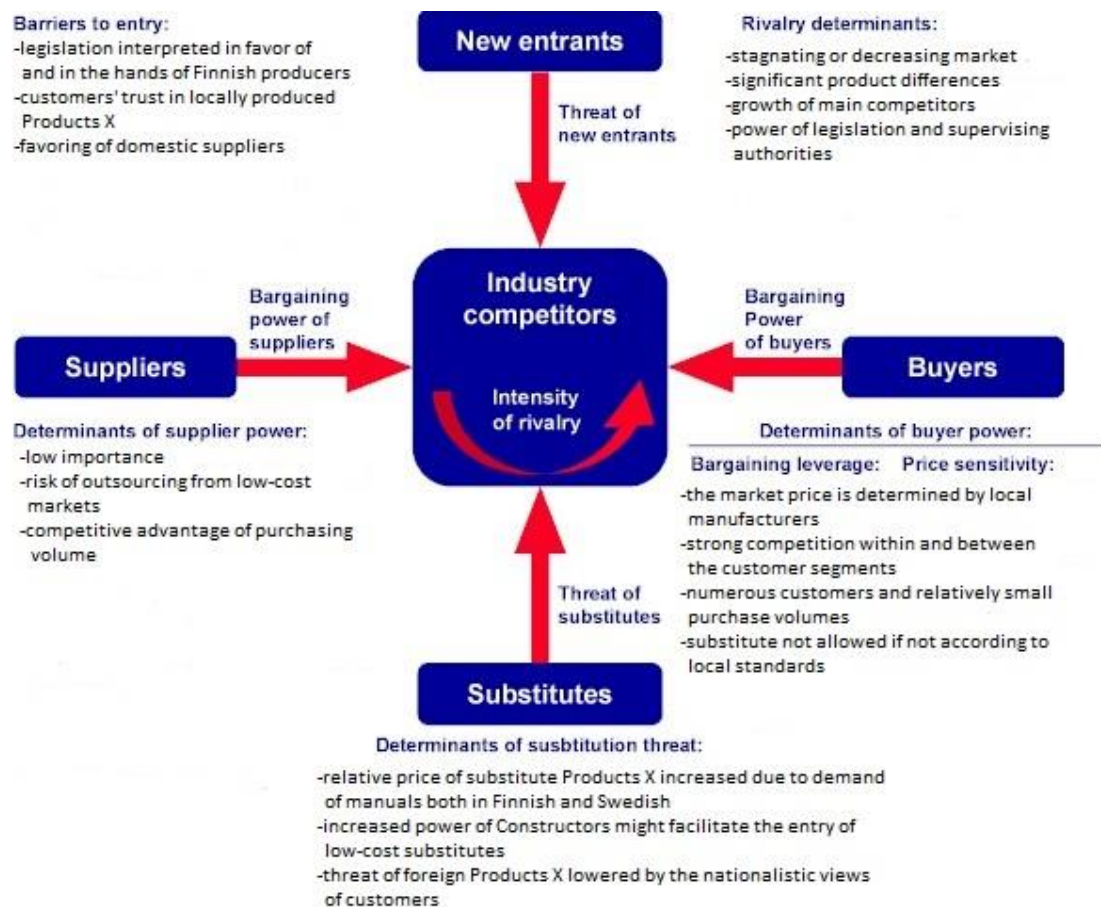 Barriers to entry:
-legislation interpreted in favor of
and in the hands of Finnish producers
-customers' trust in locally produced
Products X
-favoring of domestic suppliers
New entrants
Threat of
new entrants
Rivalry determinants:
-stagnating or decreasing market
-significant product differences
-growth of main competitors
-power of legislation and supervising
authorities
Suppliers
Bargaining
power of
suppliers
Industry
competitors
Intensity
of rivalry
Bargaining
Power
of buyers
Buyers
Determinants of supplier power:
-low importance
-risk of outsourcing from low-cost
markets
-competitive advantage of purchasing
volume
Determinants of buyer power:
Bargaining leverage: Price sensitivity:
-the market price is determined by local
manufacturers
-strong competition within and between
the customer segments
-numerous customers and relatively small
purchase volumes
-substitute not allowed if not according to
local standards
Threat of
substitutes
Substitutes
Determinants of susbtitution threat:
-relative price of substitute Products X increased due to demand
of manuals both in Finnish and Swedish
-increased power of Constructors might facilitate the entry of
low-cost substitutes
-threat of foreign Products X lowered by the nationalistic views
of customers